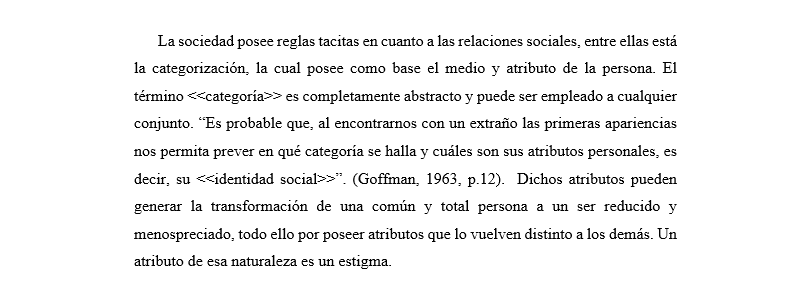 La sociedad posee reglas tacitas en cuanto a las relaciones sociales, entre ellas está
la categorización, la cual posee como base el medio y atributo de la persona. El
término <<categoría>> es completamente abstracto y puede ser empleado a cualquier
conjunto. “Es probable que, al encontrarnos con un extraño las primeras apariencias
nos permita prever en qué categoría se halla y cuáles son sus atributos personales, es
decir, su <<identidad social>>”. (Goffman, 1963, p.12).  Dichos atributos pueden
generar la transformación de una común y total persona a un ser reducido y
menospreciado, todo ello por poseer atributos que lo vuelven distinto a los demás. Un
atributo de esa naturaleza es un estigma.